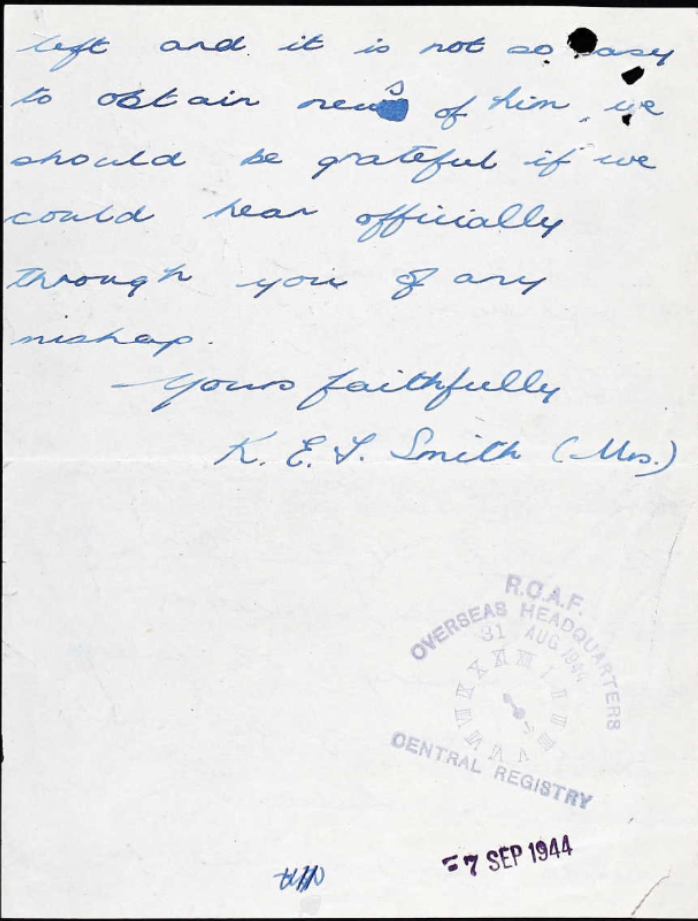 left and it is not so easy
to obtain news of him, we
should be grateful if we
could hear officially
through you of any
mishap.
Yours faithfully
K. E. T. Smith (Mrs.)
R.C.A.F.
OVERSEAS HEADQUARTERS
31 AUG 1944
CENTRAL REGISTRY
7 SEP 1944